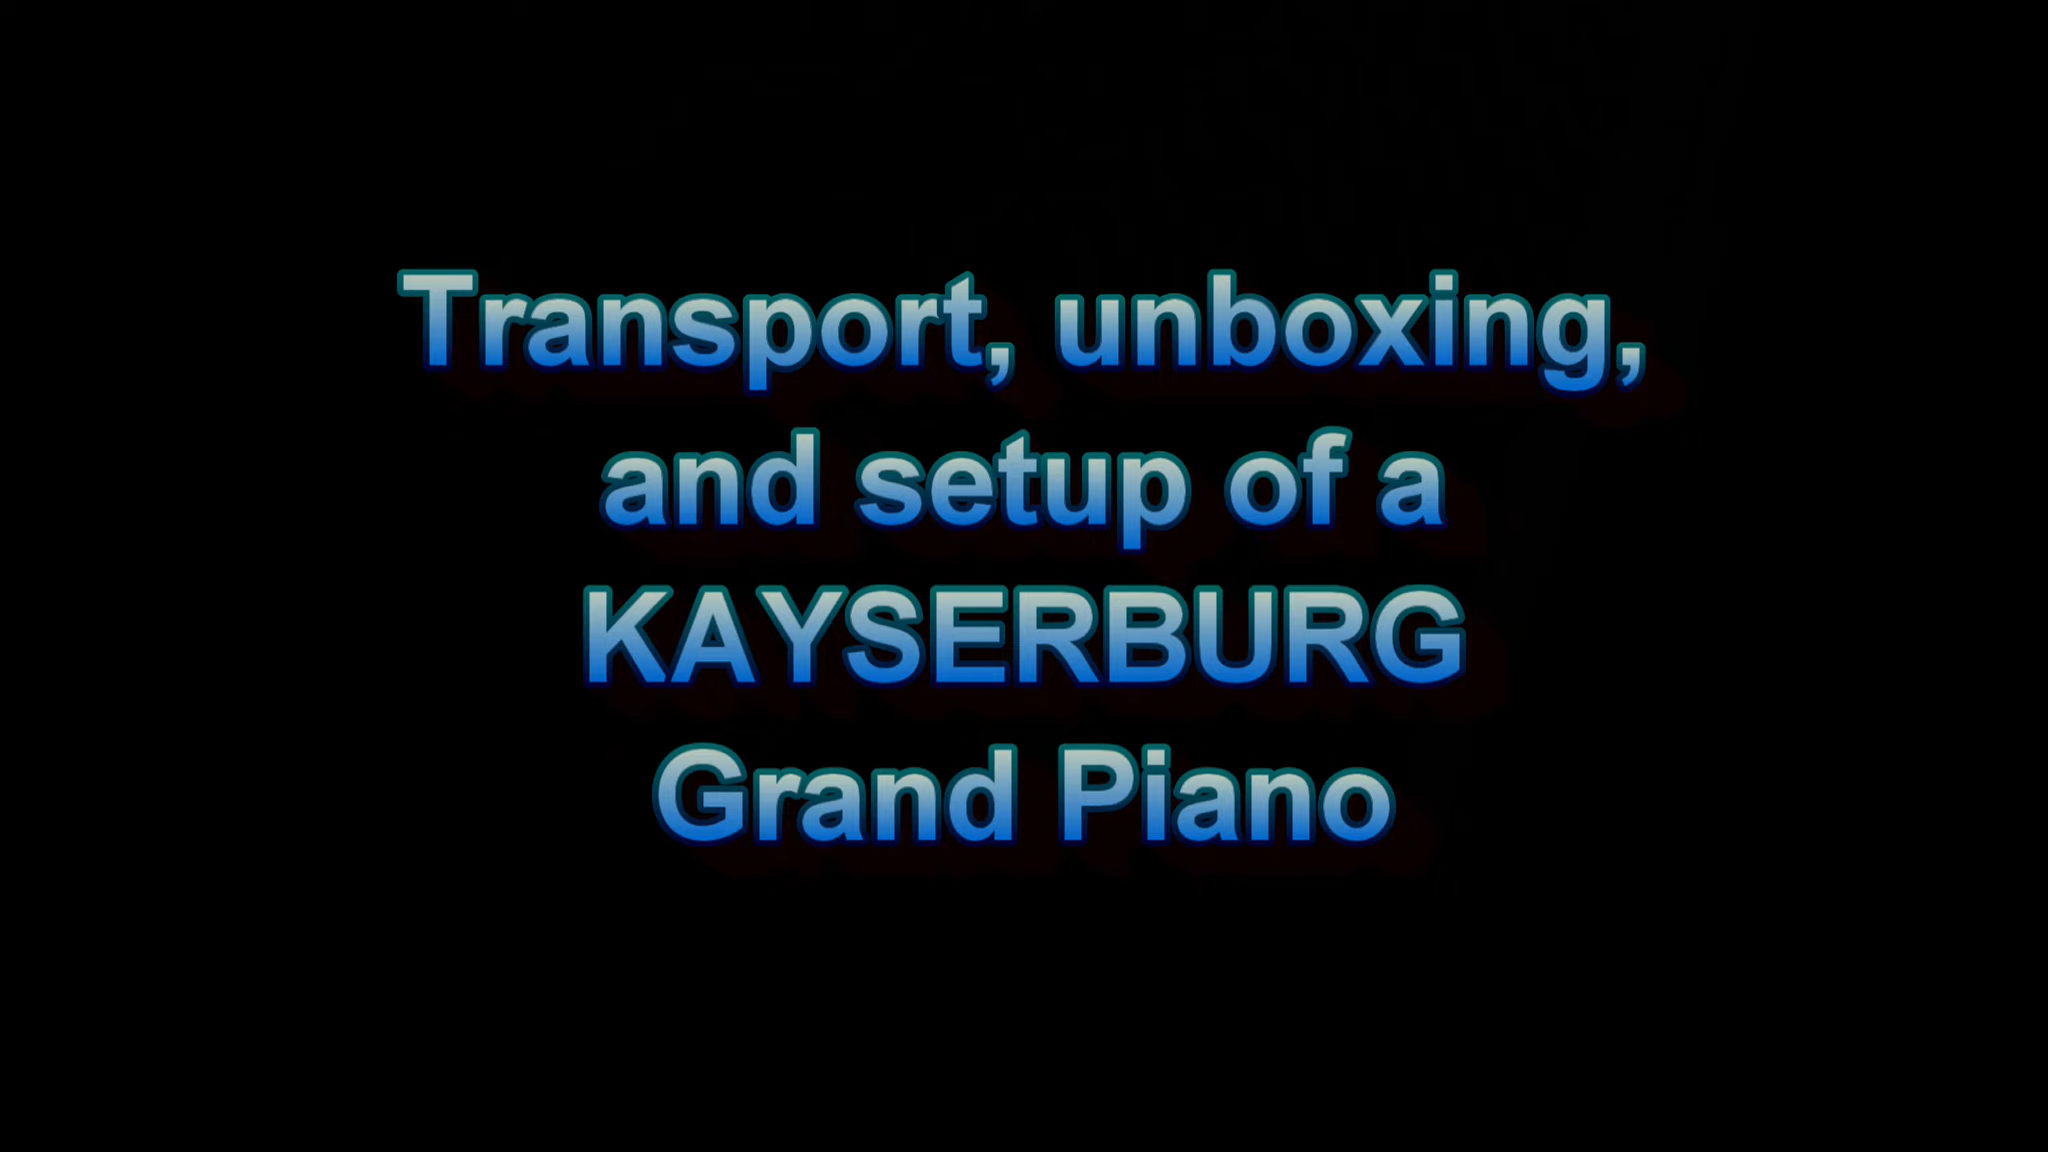 Transport, unboxing,
and setup of a
KAYSERBURG
Grand Piano